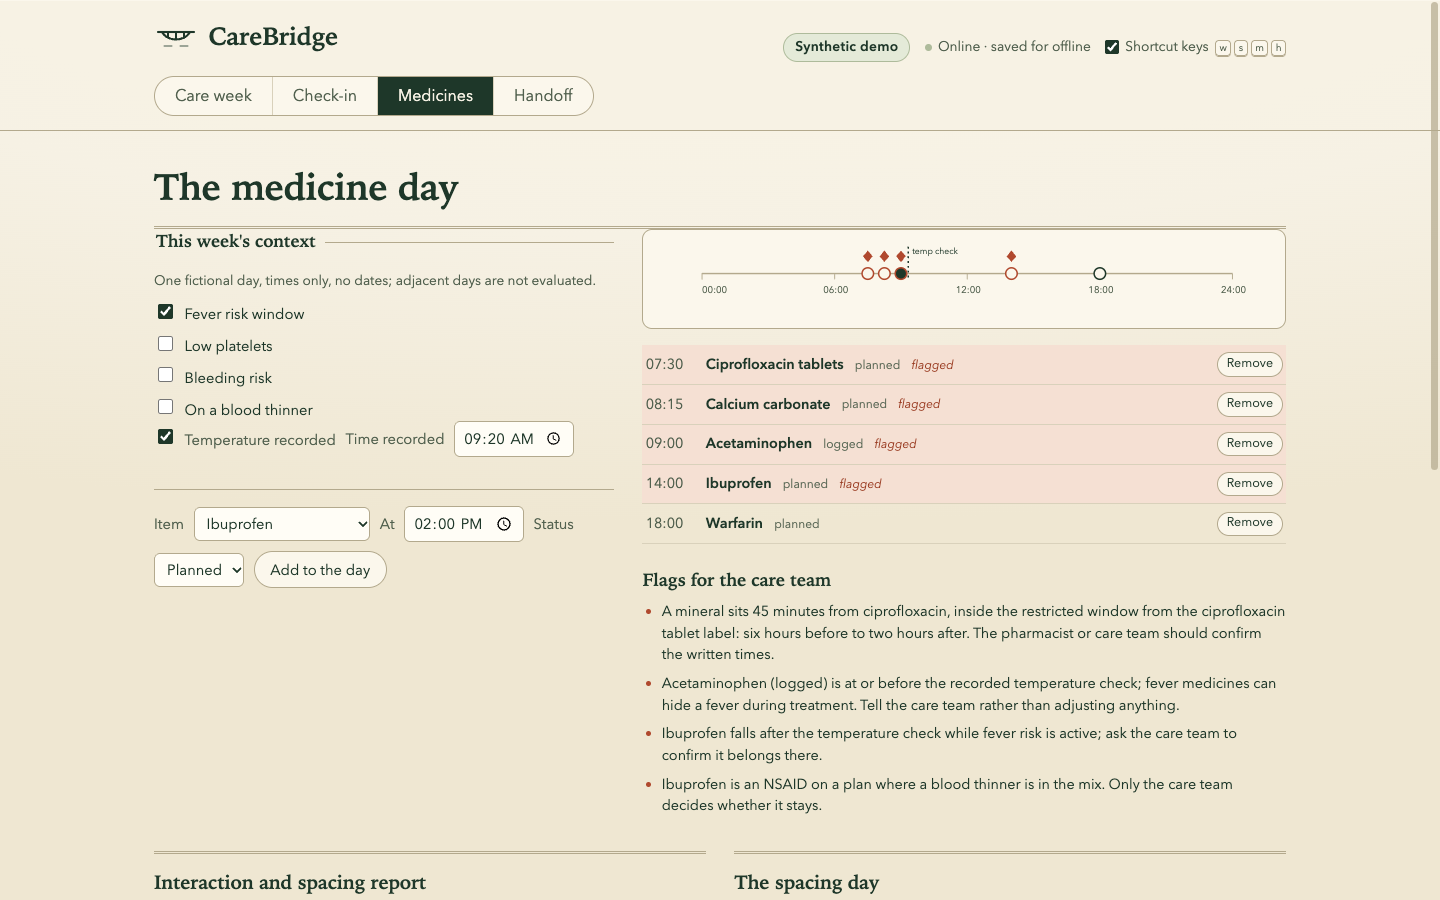 CareBridge
Synthetic demo
Online · saved for offline
Shortcut keys w s m h
Care week
Check-in
Medicines
Handoff
The medicine day
This week's context
One fictional day, times only, no dates; adjacent days are not evaluated.
Fever risk window
Low platelets
Bleeding risk
On a blood thinner
Temperature recorded Time recorded 09:20 AM
Item Ibuprofen At 02:00 PM Status
Planned Add to the day
temp check
00:00 06:00 12:00 18:00 24:00
07:30 Ciprofloxacin tablets planned flagged Remove
08:15 Calcium carbonate planned flagged Remove
09:00 Acetaminophen logged flagged Remove
14:00 Ibuprofen planned flagged Remove
18:00 Warfarin planned Remove
Flags for the care team
A mineral sits 45 minutes from ciprofloxacin, inside the restricted window from the ciprofloxacin
tablet label: six hours before to two hours after. The pharmacist or care team should confirm
the written times.
Acetaminophen (logged) is at or before the recorded temperature check; fever medicines can
hide a fever during treatment. Tell the care team rather than adjusting anything.
Ibuprofen falls after the temperature check while fever risk is active; ask the care team to
confirm it belongs there.
Ibuprofen is an NSAID on a plan where a blood thinner is in the mix. Only the care team
decides whether it stays.
Interaction and spacing report
The spacing day